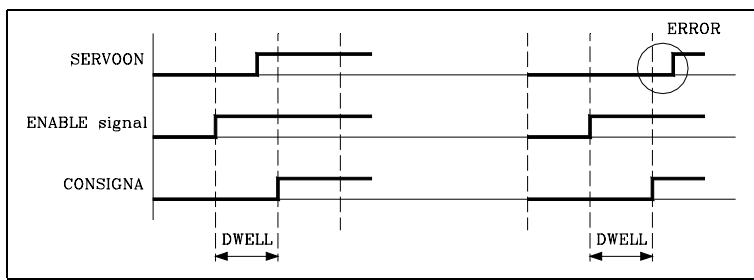 ERROR
SERVOON
ENABLE signal
CONSIGNA
DWELL DWELL